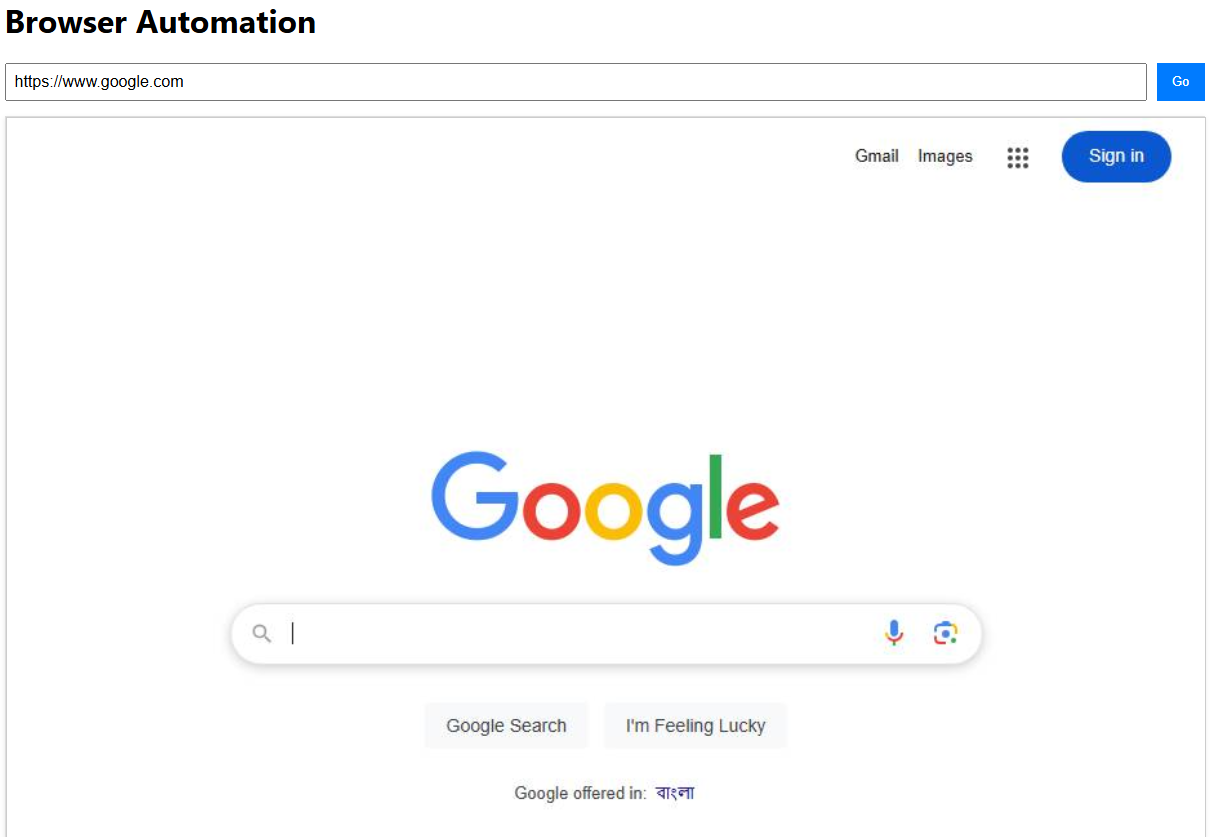 Browser Automation
https://www.google.com Go
Gmail Images Sign in
Google
Google Search I'm Feeling Lucky
Google offered in: বাংলা